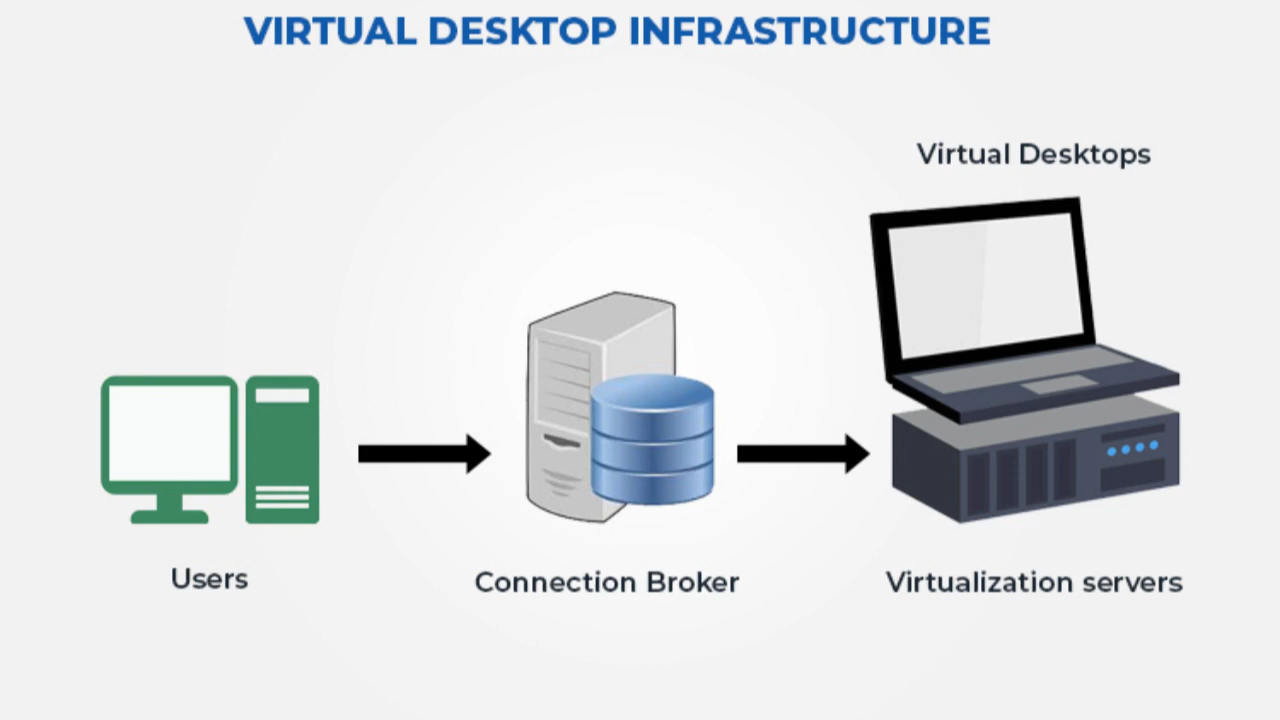 VIRTUAL DESKTOP INFRASTRUCTURE
Virtual Desktops
Users
Connection Broker
Virtualization servers